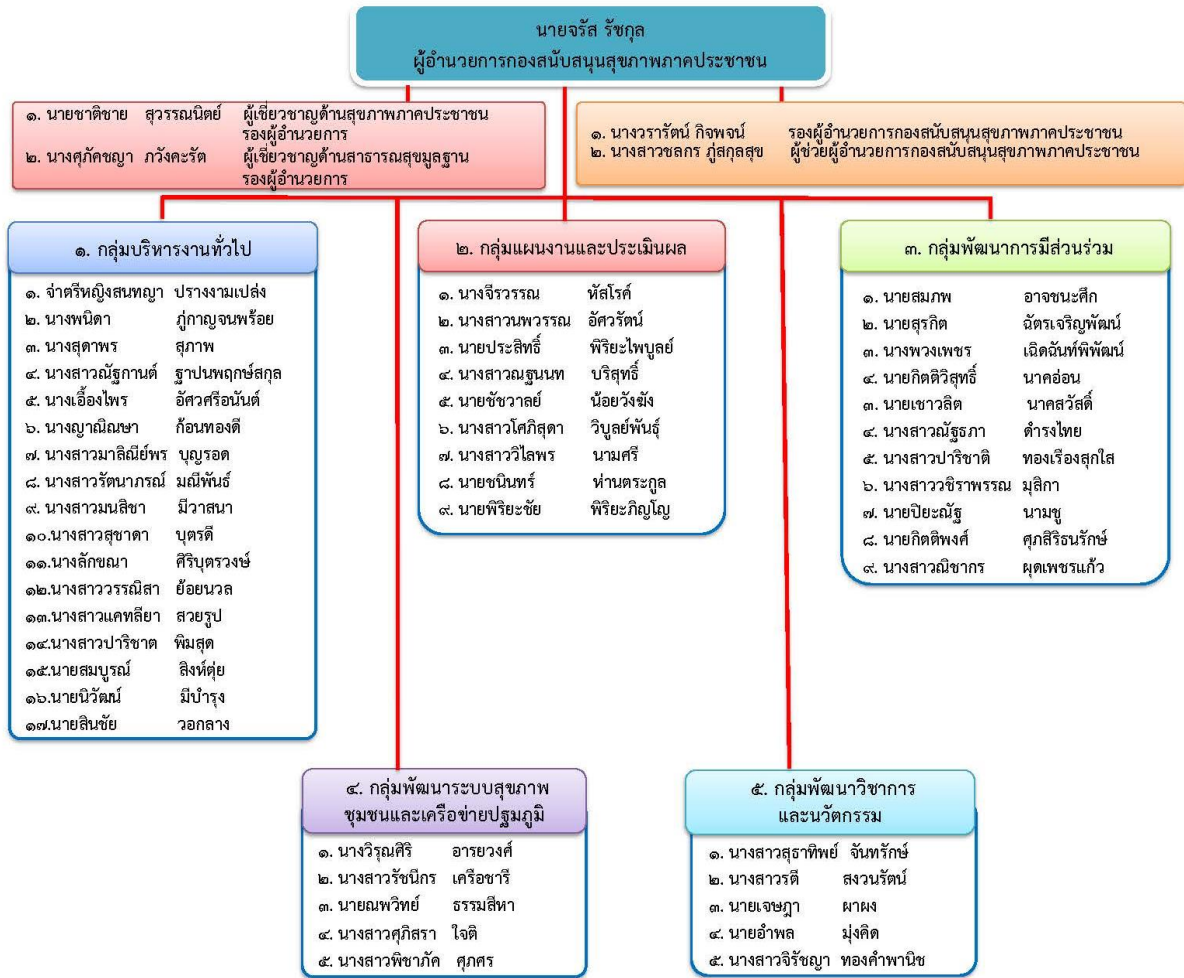 นายจรัส รัชกุล
ผู้อำนวยการกองสนับสนุนสุขภาพภาคประชาชน
๑. นายชาติชาย สุวรรณนิตย์ ผู้เชี่ยวชาญด้านสุขภาพภาคประชาชน
รองผู้อำนวยการ
๒. นางศุภัคชญา ภวังคะรัต ผู้เชี่ยวชาญด้านสาธารณสุขมูลฐาน
รองผู้อำนวยการ
๑. นางวรารัตน์ กิจพจน์ รองผู้อำนวยการกองสนับสนุนสุขภาพภาคประชาชน
๒. นางสาวชลกร ภู่สกุลสุข ผู้ช่วยผู้อำนวยการกองสนับสนุนสุขภาพภาคประชาชน
๑. กลุ่มบริหารงานทั่วไป
๑. จ่าตรีหญิงสนทญา ปรางงามเปล่ง
๒. นางพนิดา ภู่กาญจนพร้อย
๓. นางสุดาพร สุภาพ
๔. นางสาวณัฐกานต์ ฐาปนพฤกษ์สกุล
๕. นางเอื้องไพร อัศวศรีอนันต์
๖. นางญาณิณษา ก้อนทองดี
๗. นางสาวมาลิณีย์พร บุญรอด
๘. นางสาวรัตนาภรณ์ มณีพันธ์
๙. นางสาวมนสิชา มีวาสนา
๑๐.นางสาวสุชาดา บุตรดี
๑๑.นางลักขณา ศิริบุตรวงษ์
๑๒.นางสาววรรณิสา ย้อยนวล
๑๓.นางสาวแคทลียา สวยรูป
๑๔.นางสาวปาริชาต พิมสุด
๑๕.นายสมบูรณ์ สิงห์ตุ่ย
๑๖.นายนิวัฒน์ มีบำรุง
๑๗.นายสินชัย วอกลาง
๒. กลุ่มแผนงานและประเมินผล
๑. นางจีรวรรณ หัสโรค์
๒. นางสาวนพวรรณ อัศวรัตน์
๓. นายประสิทธิ์ พิริยะไพบูลย์
๔. นางสาวณฐนนท บริสุทธิ์
๕. นายชัชวาลย์ น้อยวังฆัง
๖. นางสาวโศภิสุดา วิบูลย์พันธุ์
๗. นางสาววิไลพร นามศรี
๘. นายชนินทร์ ห่านตระกูล
๙. นายพิริยะชัย พิริยะภิญโญ
๓. กลุ่มพัฒนาการมีส่วนร่วม
๑. นายสมภพ อาจชนะศึก
๒. นายสุรกิต ฉัตรเจริญพัฒน์
๓. นางพวงเพชร เฉิดฉันท์พิพัฒน์
๔. นายกิตติวิสุทธิ์ นาคอ่อน
๓. นายเชาวลิต นาคสวัสดิ์
๔. นางสาวณัฐธภา ดำรงไทย
๕. นางสาวปาริชาติ ทองเรืองสุกใส
๖. นางสาววชิราพรรณ มุสิกา
๗. นายปิยะณัฐ นามชู
๘. นายกิตติพงศ์ ศุภสิริธนรักษ์
๙. นางสาวณิชากร ผุดเพชรแก้ว
๔. กลุ่มพัฒนาระบบสุขภาพ
ชุมชนและเครือข่ายปฐมภูมิ
๑. นางวิรุณศิริ อารยวงศ์
๒. นางสาวรัชนีกร เครือชารี
๓. นายณพวิทย์ ธรรมสีหา
๔. นางสาวศุภิสรา ใจติ
๕. นางสาวพิชาภัค ศุภศร
๕. กลุ่มพัฒนาวิชาการ
และนวัตกรรม
๑. นางสาวสุธาทิพย์ จันทรักษ์
๒. นางสาวรตี สงวนรัตน์
๓. นายเจษฎา ผาผง
๔. นายอำพล มุ่งคิด
๕. นางสาวจิรัชญา ทองคำพานิช